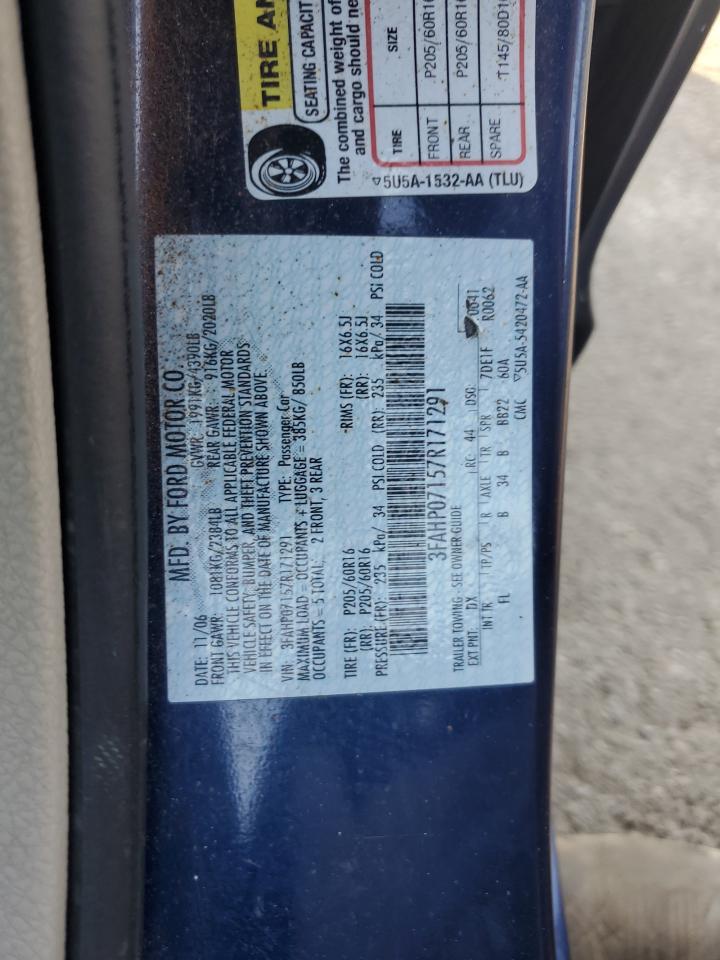 TIRE AN
SEATING CAPACIT
The combined weight of
and cargo should ne
TIRE SIZE
FRONT P205/60R16
REAR P205/60R16
SPARE T145/80D16
5U5A-1532-AA (TLU)
MFD. BY FORD MOTOR CO.
DATE: 11/06 GVWR: 1991KG/4390LB
FRONT GAWR: 1081KG/2384LB REAR GAWR: 916KG/2020LB
THIS VEHICLE CONFORMS TO ALL APPLICABLE FEDERAL MOTOR
VEHICLE SAFETY, BUMPER, AND THEFT PREVENTION STANDARDS
IN EFFECT ON THE DATE OF MANUFACTURE SHOWN ABOVE.
VIN: 3FAHP07157R171291 TYPE: Passenger Car
MAXIMUM LOAD = OCCUPANTS + LUGGAGE = 385KG/ 850LB
OCCUPANTS = 5 TOTAL: 2 FRONT, 3 REAR
TIRE (FR): P205/60R16 RIMS (FR): 16X6.5J
(RR): P205/60R16 (RR): 16X6.5J
PRESSURE (FR): 235 kPa/ 34 PSI COLD (RR): 235 kPa/ 34 PSI COLD
3FAHP07157R171291
TRAILER TOWING - SEE OWNER GUIDE
EXT PNT: DX RC: 44 DSO: 0041
R0062
INT TR TP/PS R AXLE TR SPR 7DE1F
FL B 34 B BB22 60A
CMC 5U5A-5420472-AA